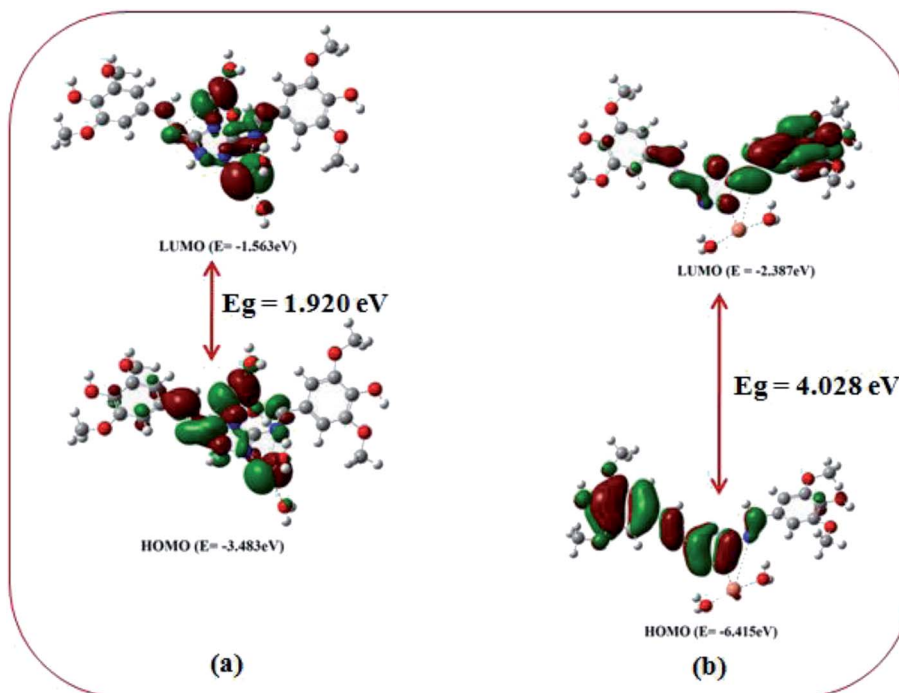 LUMO (E= -1.563eV)
Eg = 1.920 eV
HOMO (E= -3.483eV)
(a)
LUMO (E = -2.387eV)
Eg = 4.028 eV
HOMO (E= -6.415eV)
(b)